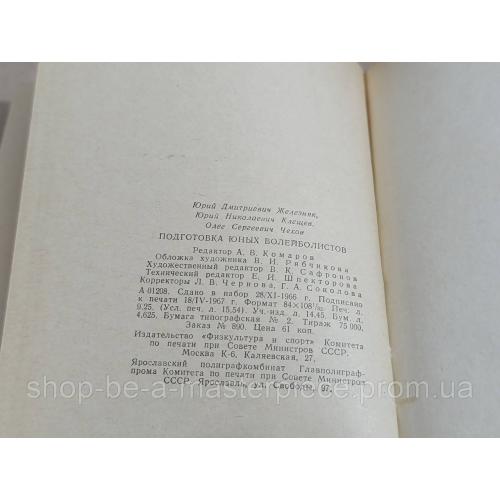 Юрий Дмитриевич Железняк,
Юрий Николаевич Клещев,
Олег Сергеевич Чехов
ПОДГОТОВКА ЮНЫХ ВОЛЕЙБОЛИСТОВ
Редактор А. В. Комаров
Обложка художника В. И. Рябчикова
Художественный редактор В. К. Сафронов
Технический редактор Е. И. Шпекторова
Корректоры Л. В. Чернова, Г. А. Соколова
А 01208. Сдано в набор 28/XI-1966 г. Подписано
к печати 18/IV-1967 г. Формат 84×108¹/₃₂. Печ. л.
9.25. (Усл. печ. л. 15,54). Уч.-изд. л. 14,45. Бум. л.
4,625. Бумага типографская № 2. Тираж 75 000.
Заказ № 890. Цена 61 коп.
Издательство «Физкультура и спорт» Комитета
по печати при Совете Министров СССР.
Москва К-6, Каляевская, 27.
Ярославский полиграфкомбинат Главполиграф-
прома Комитета по печати при Совете Министров
СССР. Ярославль, ул. Свободы, 97.
shop-be-a-masterpiece.prom.ua